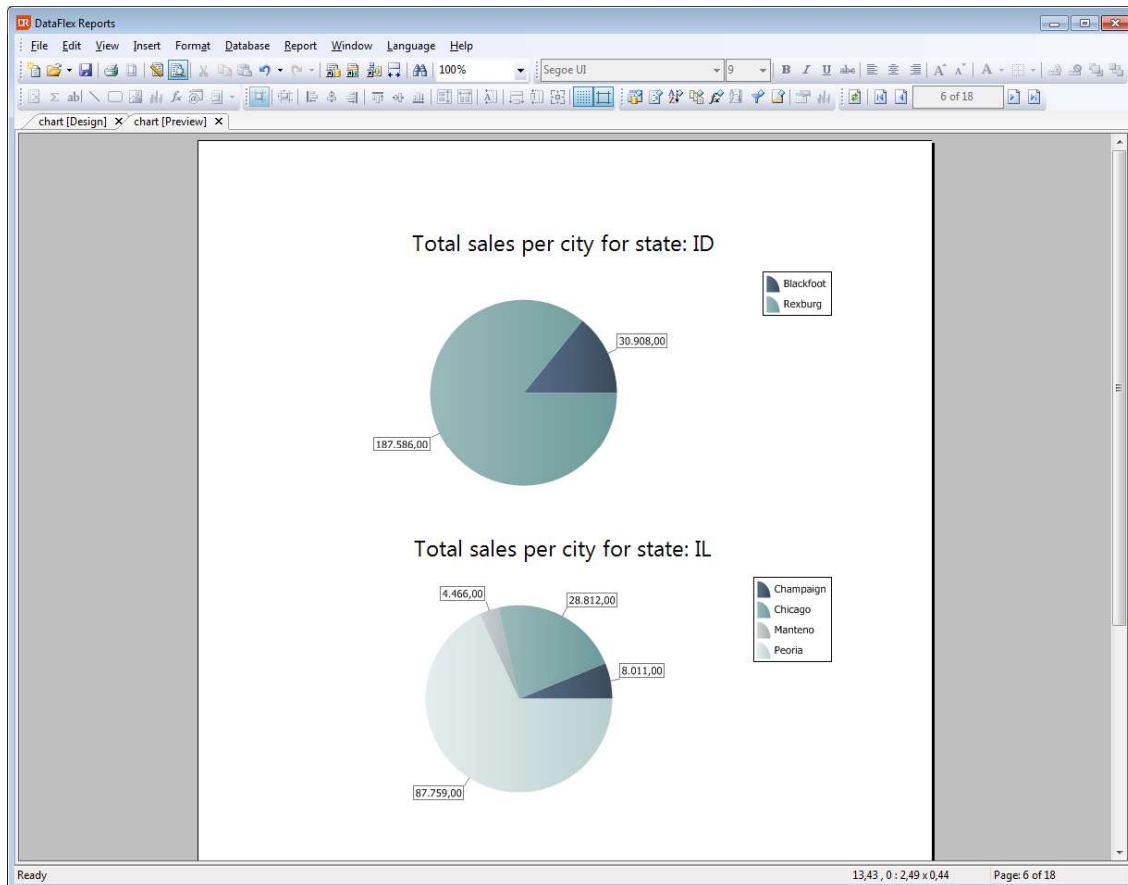 DataFlex Reports
File Edit View Insert Format Database Report Window Language Help
100% Segoe UI 9 B I U abc A A A
ab| 6 of 18
chart [Design] chart [Preview]
Total sales per city for state: ID
Blackfoot
Rexburg
30.908,00
187.586,00
Total sales per city for state: IL
Champaign
Chicago
Manteno
Peoria
4.466,00
28.812,00
8.011,00
87.759,00
Ready 13,43 , 0 : 2,49 x 0,44 Page: 6 of 18